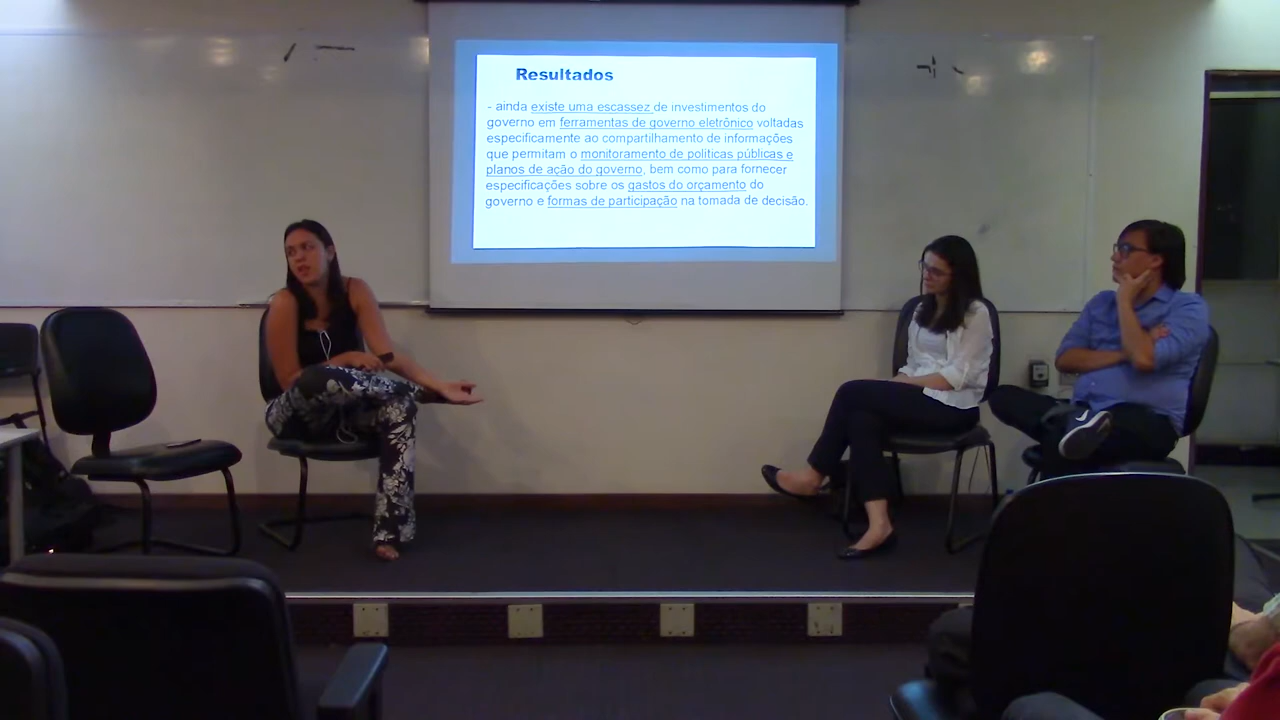 Resultados
- ainda existe uma escassez de investimentos do
governo em ferramentas de governo eletrônico voltadas
especificamente ao compartilhamento de informações
que permitam o monitoramento de políticas públicas e
planos de ação do governo, bem como para fornecer
especificações sobre os gastos do orçamento do
governo e formas de participação na tomada de decisão.